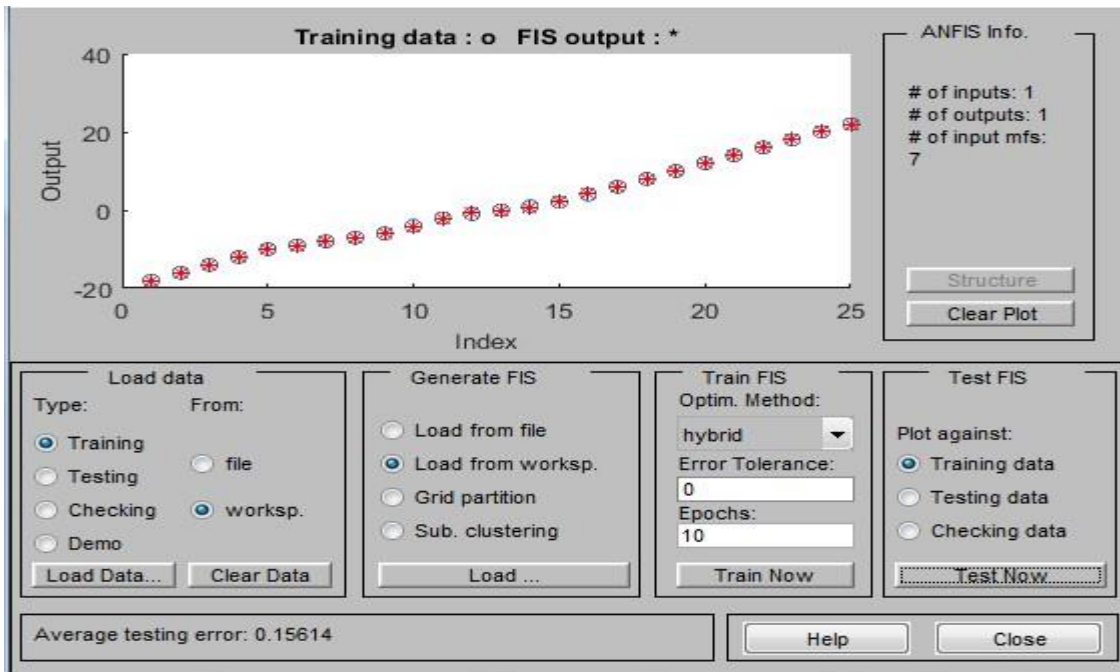 Training data : o FIS output : *
40
20
0
-20
Output
0 5 10 15 20 25
Index
ANFIS Info.
# of inputs: 1
# of outputs: 1
# of input mfs:
7
Structure
Clear Plot
Load data
Type: From:
Training
Testing
Checking
Demo
file
worksp.
Load Data... Clear Data
Generate FIS
Load from file
Load from worksp.
Grid partition
Sub. clustering
Load ...
Train FIS
Optim. Method:
hybrid
Error Tolerance:
0
Epochs:
10
Train Now
Test FIS
Plot against:
Training data
Testing data
Checking data
Test Now
Average testing error: 0.15614
Help Close